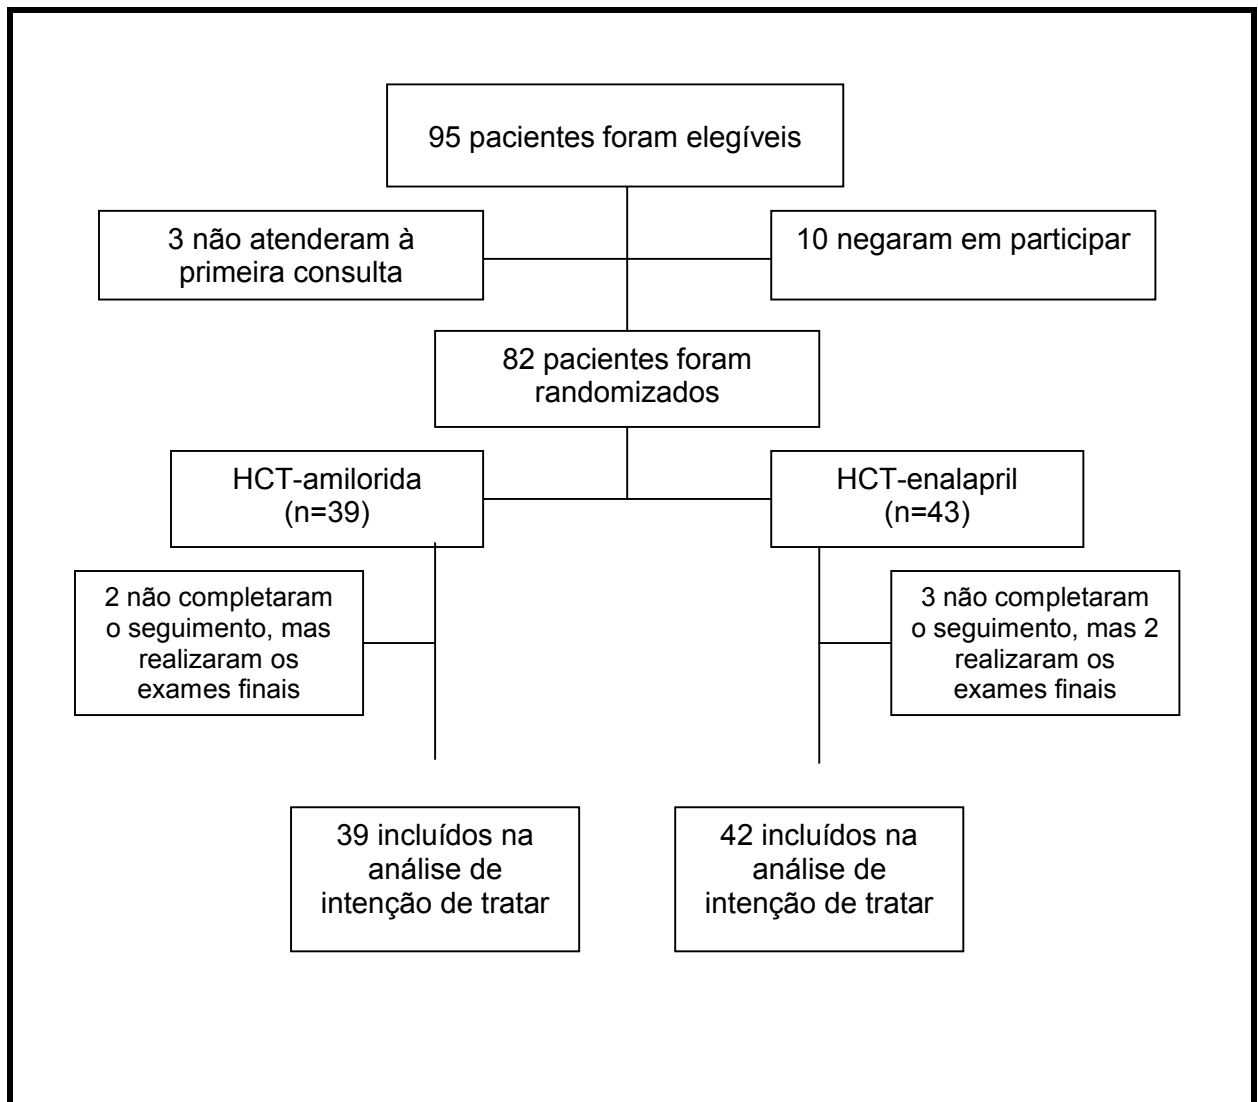 95 pacientes foram elegíveis
3 não atenderam à
primeira consulta
10 negaram em participar
82 pacientes foram
randomizados
HCT-amilorida
(n=39)
HCT-enalapril
(n=43)
2 não completaram
o seguimento, mas
realizaram os
exames finais
3 não completaram
o seguimento, mas 2
realizaram os
exames finais
39 incluídos na
análise de
intenção de tratar
42 incluídos na
análise de
intenção de tratar